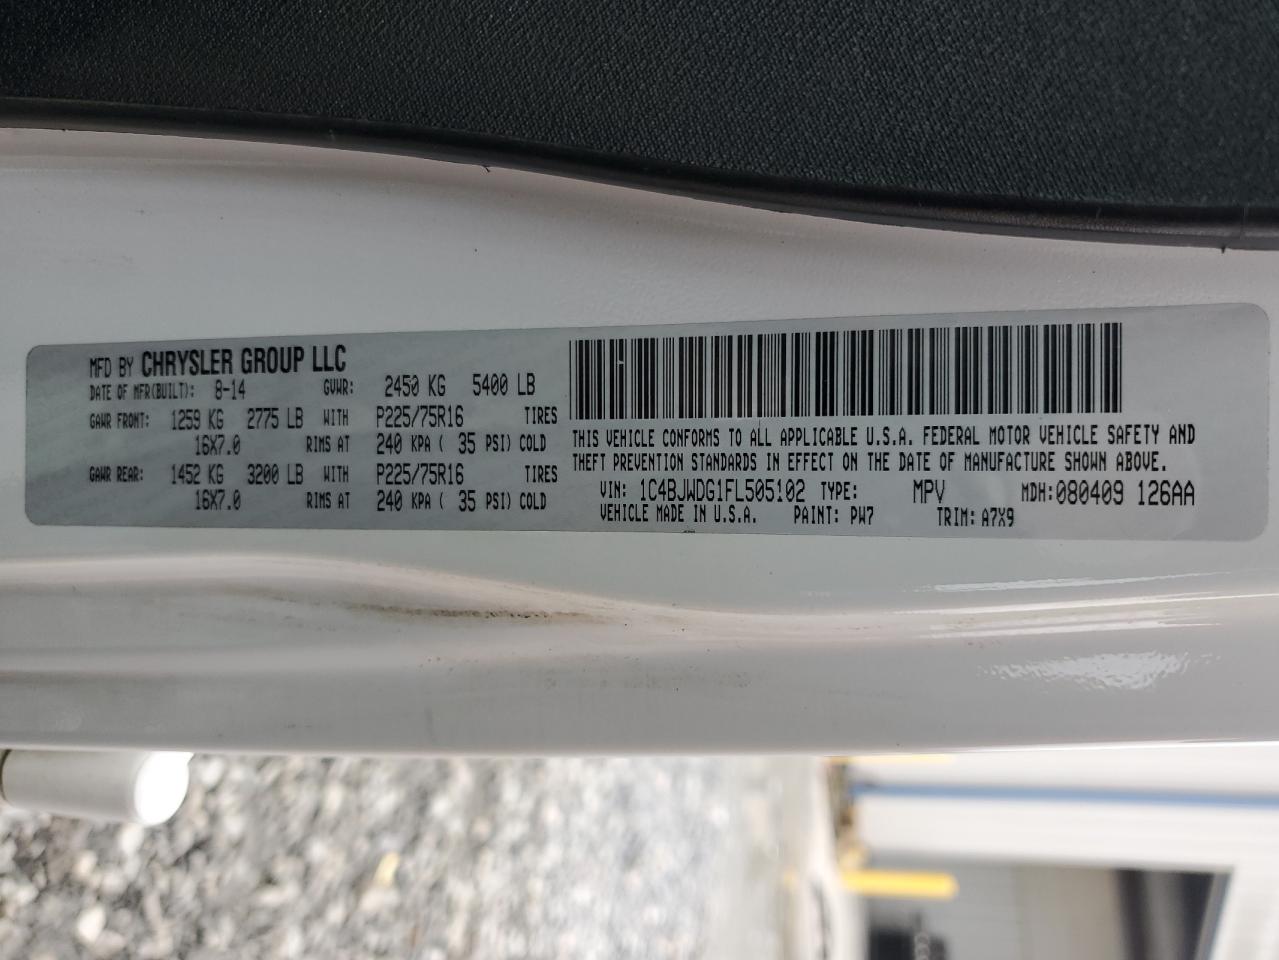 MFD BY CHRYSLER GROUP LLC
DATE OF MFR(BUILT): 8-14 GVWR: 2450 KG 5400 LB
GAWR FRONT: 1259 KG 2775 LB WITH P225/75R16 TIRES
16X7.0 RIMS AT 240 KPA ( 35 PSI) COLD
GAWR REAR: 1452 KG 3200 LB WITH P225/75R16 TIRES
16X7.0 RIMS AT 240 KPA ( 35 PSI) COLD
THIS VEHICLE CONFORMS TO ALL APPLICABLE U.S.A. FEDERAL MOTOR VEHICLE SAFETY AND
THEFT PREVENTION STANDARDS IN EFFECT ON THE DATE OF MANUFACTURE SHOWN ABOVE.
VIN: 1C4BJWDG1FL505102 TYPE: MPV MDH: 080409 126AA
VEHICLE MADE IN U.S.A. PAINT: PW7 TRIM: A7X9